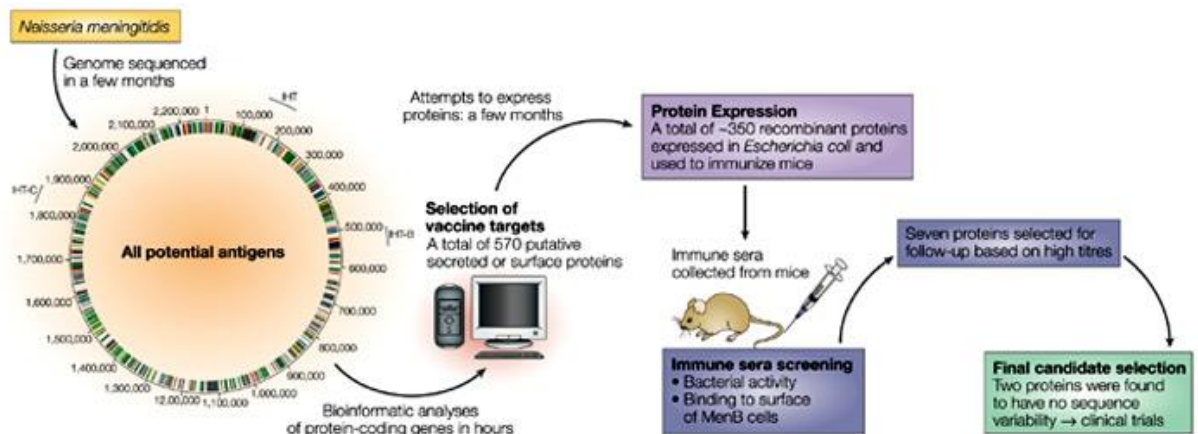 Neisseria meningitidis
Genome sequenced
in a few months
1
100,000
IHT
200,000
300,000
400,000
500,000
IHT-B
600,000
700,000
800,000
900,000
1,000,000
1,100,000
12,00,000
1,300,000
1,400,000
1,500,000
1,600,000
1,700,000
1,800,000
IHT-C
1,900,000
2,000,000
2,100,000
2,200,000
All potential antigens
Bioinformatic analyses
of protein-coding genes in hours
Selection of
vaccine targets
A total of 570 putative
secreted or surface proteins
Attempts to express
proteins: a few months
Protein Expression
A total of ~350 recombinant proteins
expressed in Escherichia coli and
used to immunize mice
Immune sera
collected from mice
Immune sera screening
• Bacterial activity
• Binding to surface
of MenB cells
Seven proteins selected for
follow-up based on high titres
Final candidate selection
Two proteins were found
to have no sequence
variability → clinical trials